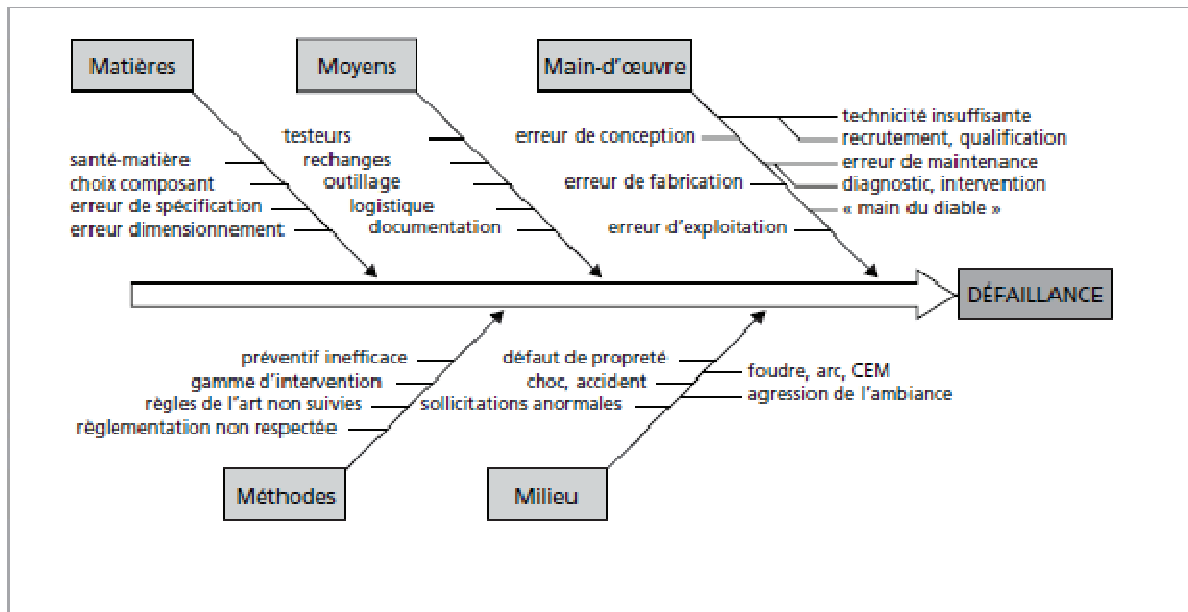 Matières
Moyens
Main-d'œuvre
testeurs
rechanges
outillage
logistique
documentation
santé-matière
choix composant
erreur de spécification
erreur dimensionnement
erreur de conception
erreur de fabrication
erreur d'exploitation
technicité insuffisante
recrutement, qualification
erreur de maintenance
diagnostic, intervention
« main du diable »
DÉFAILLANCE
préventif inefficace
gamme d'intervention
règles de l'art non suivies
règlementation non respectée
défaut de propreté
choc, accident
sollicitations anormales
foudre, arc, CEM
agression de l'ambiance
Méthodes
Milieu